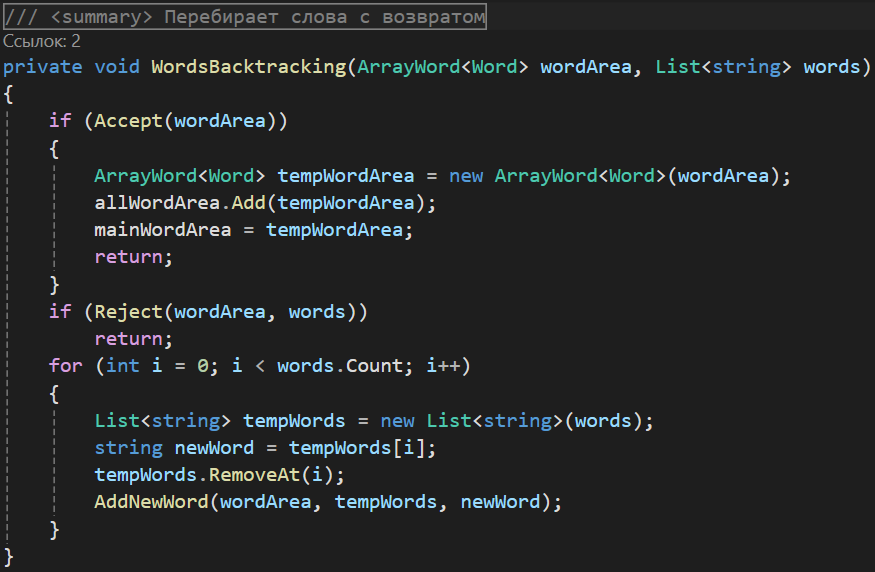 /// <summary> Перебирает слова с возвратом
Ссылок: 2
private void WordsBacktracking(ArrayWord<Word> wordArea, List<string> words)
{
    if (Accept(wordArea))
    {
        ArrayWord<Word> tempWordArea = new ArrayWord<Word>(wordArea);
        allWordArea.Add(tempWordArea);
        mainWordArea = tempWordArea;
        return;
    }
    if (Reject(wordArea, words))
        return;
    for (int i = 0; i < words.Count; i++)
    {
        List<string> tempWords = new List<string>(words);
        string newWord = tempWords[i];
        tempWords.RemoveAt(i);
        AddNewWord(wordArea, tempWords, newWord);
    }
}